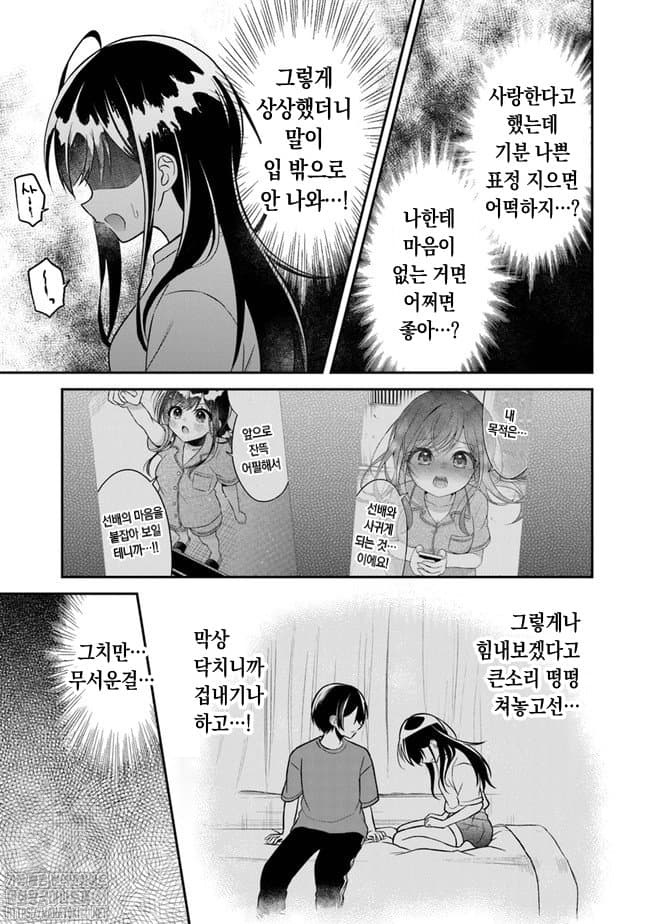 사랑한다고
했는데
기분 나쁜
표정 지으면
어떡하지…?
나한테
마음이
없는 거면
어쩌면
좋아…?
그렇게
상상했더니
말이
입 밖으로
안 나와…!
사—
내
목적은…
선배와
사귀게
되는 것…
이에요!
앞으로
잔뜩
어필해서
선배의 마음을
붙잡아 보일
테니까…!!
그렇게나
힘내보겠다고
큰소리 떵떵
쳐놓고선…
막상
닥치니까
겁내기나
하고…!
그치만…
무서운걸…